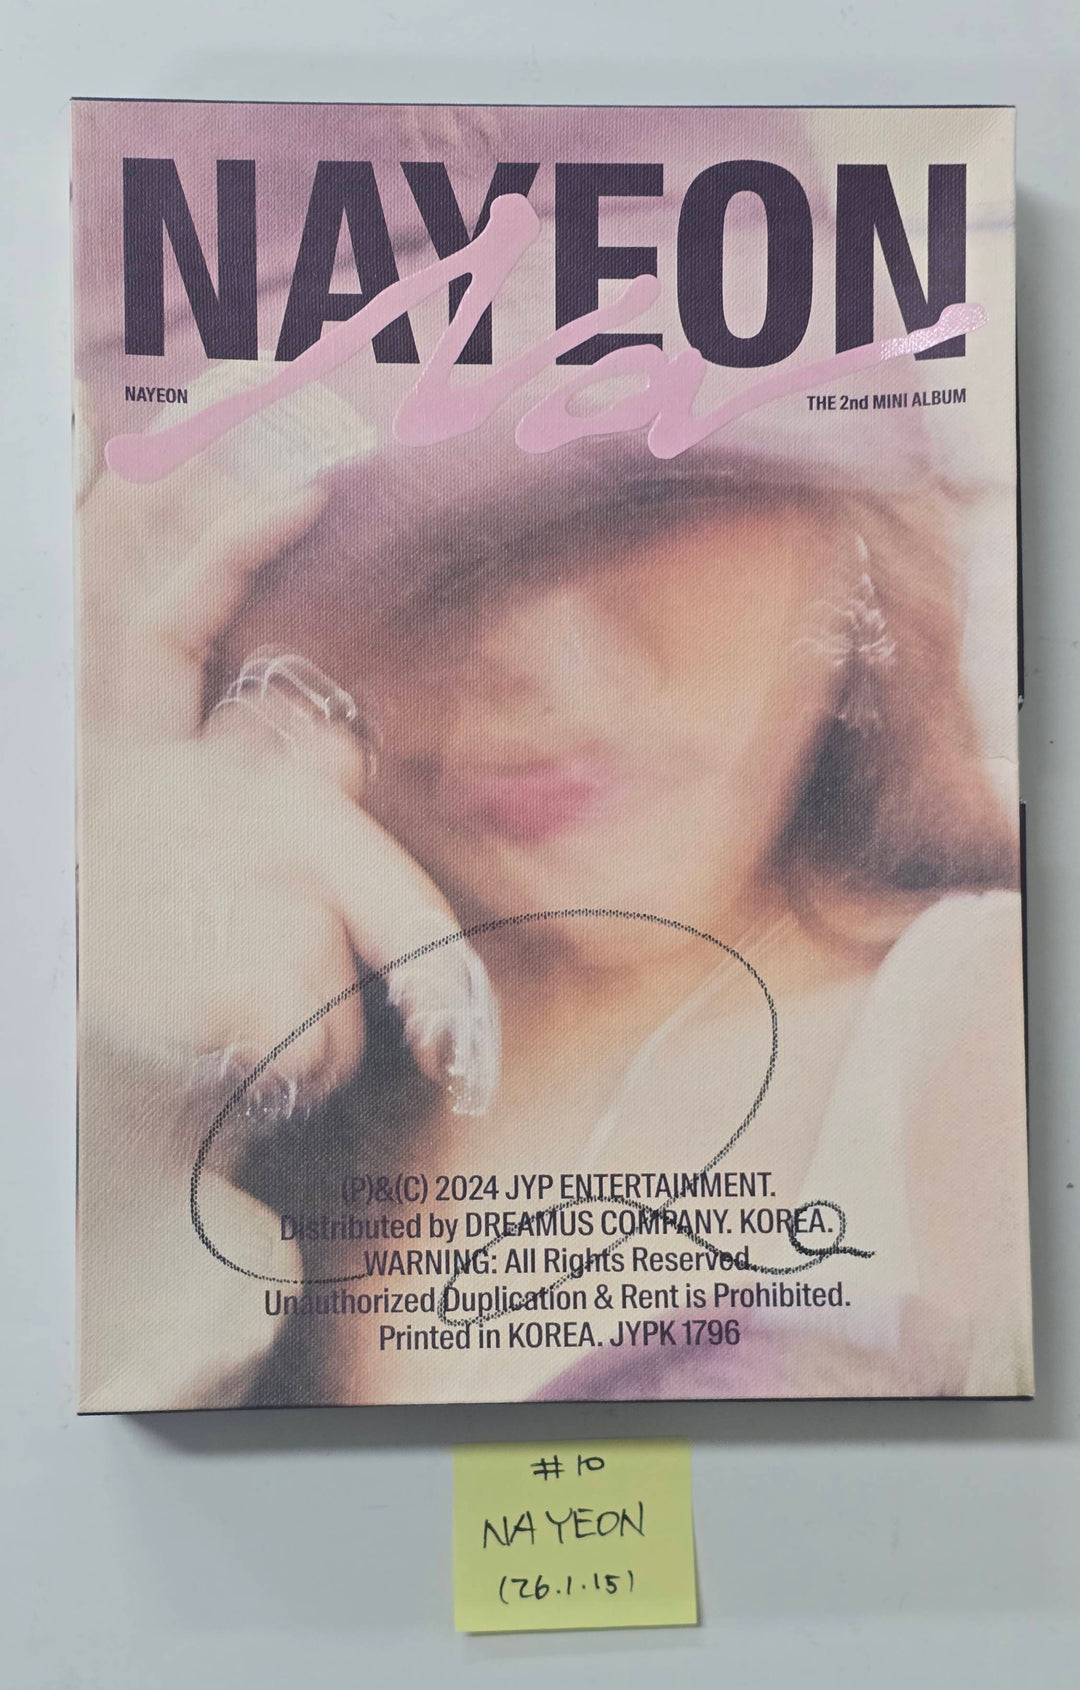 NAYEON
Na
NAYEON
THE 2nd MINI ALBUM
(P)&(C) 2024 JYP ENTERTAINMENT.
Distributed by DREAMUS COMPANY. KOREA.
WARNING: All Rights Reserved.
Unauthorized Duplication & Rent is Prohibited.
Printed in KOREA. JYPK 1796
#10
NAYEON
(26.1.15)